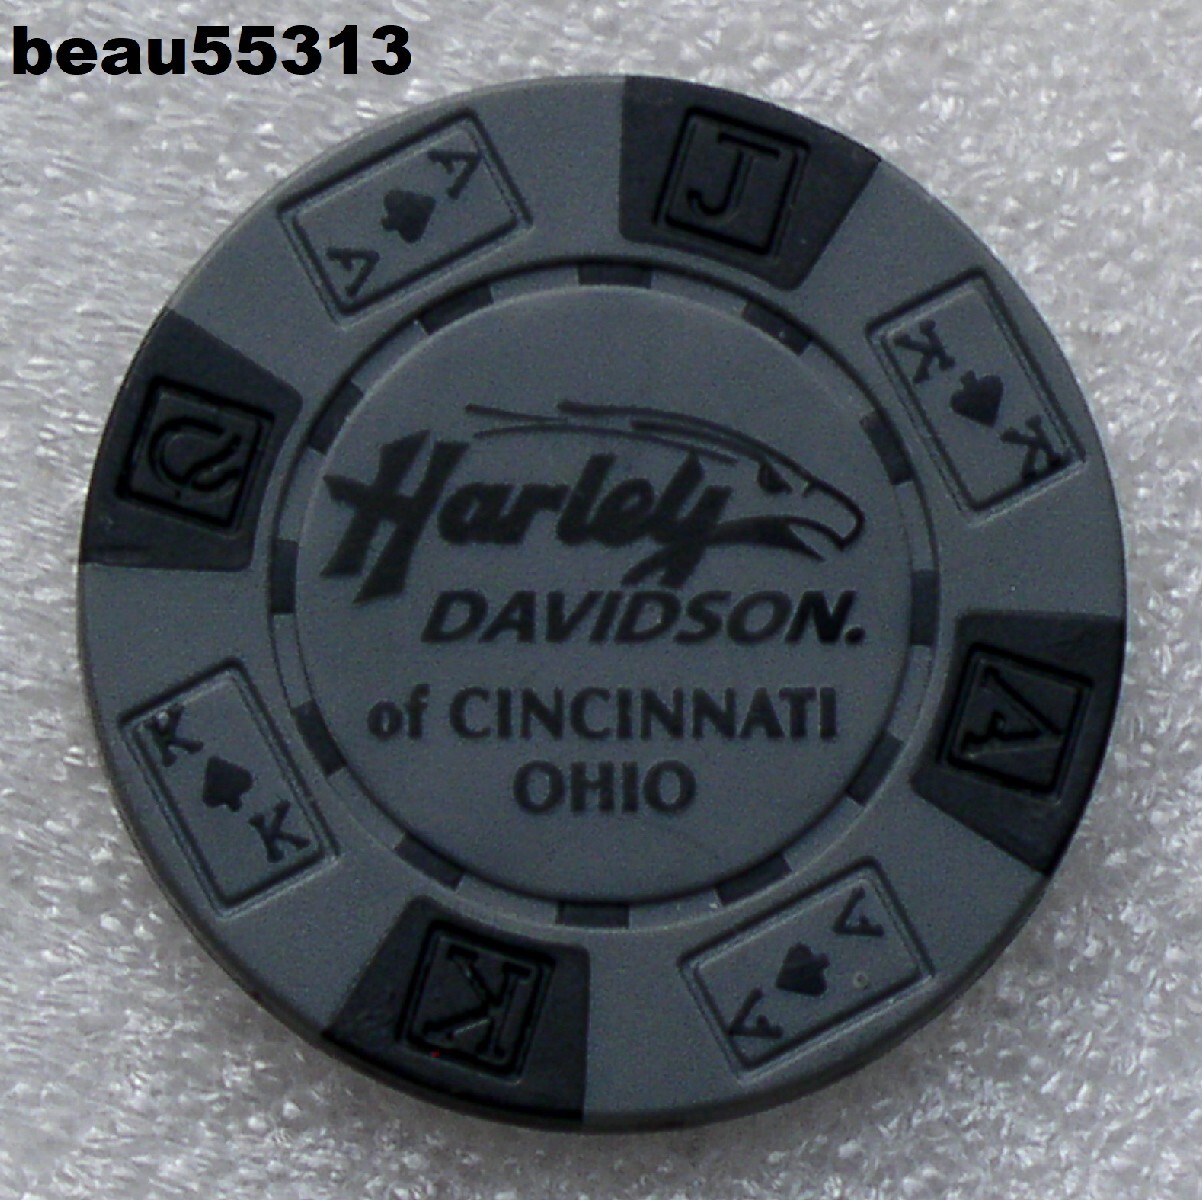 beau55313
A
A
J
K
K
Q
A
K
K
K
A
A
Harley
DAVIDSON.
of CINCINNATI
OHIO